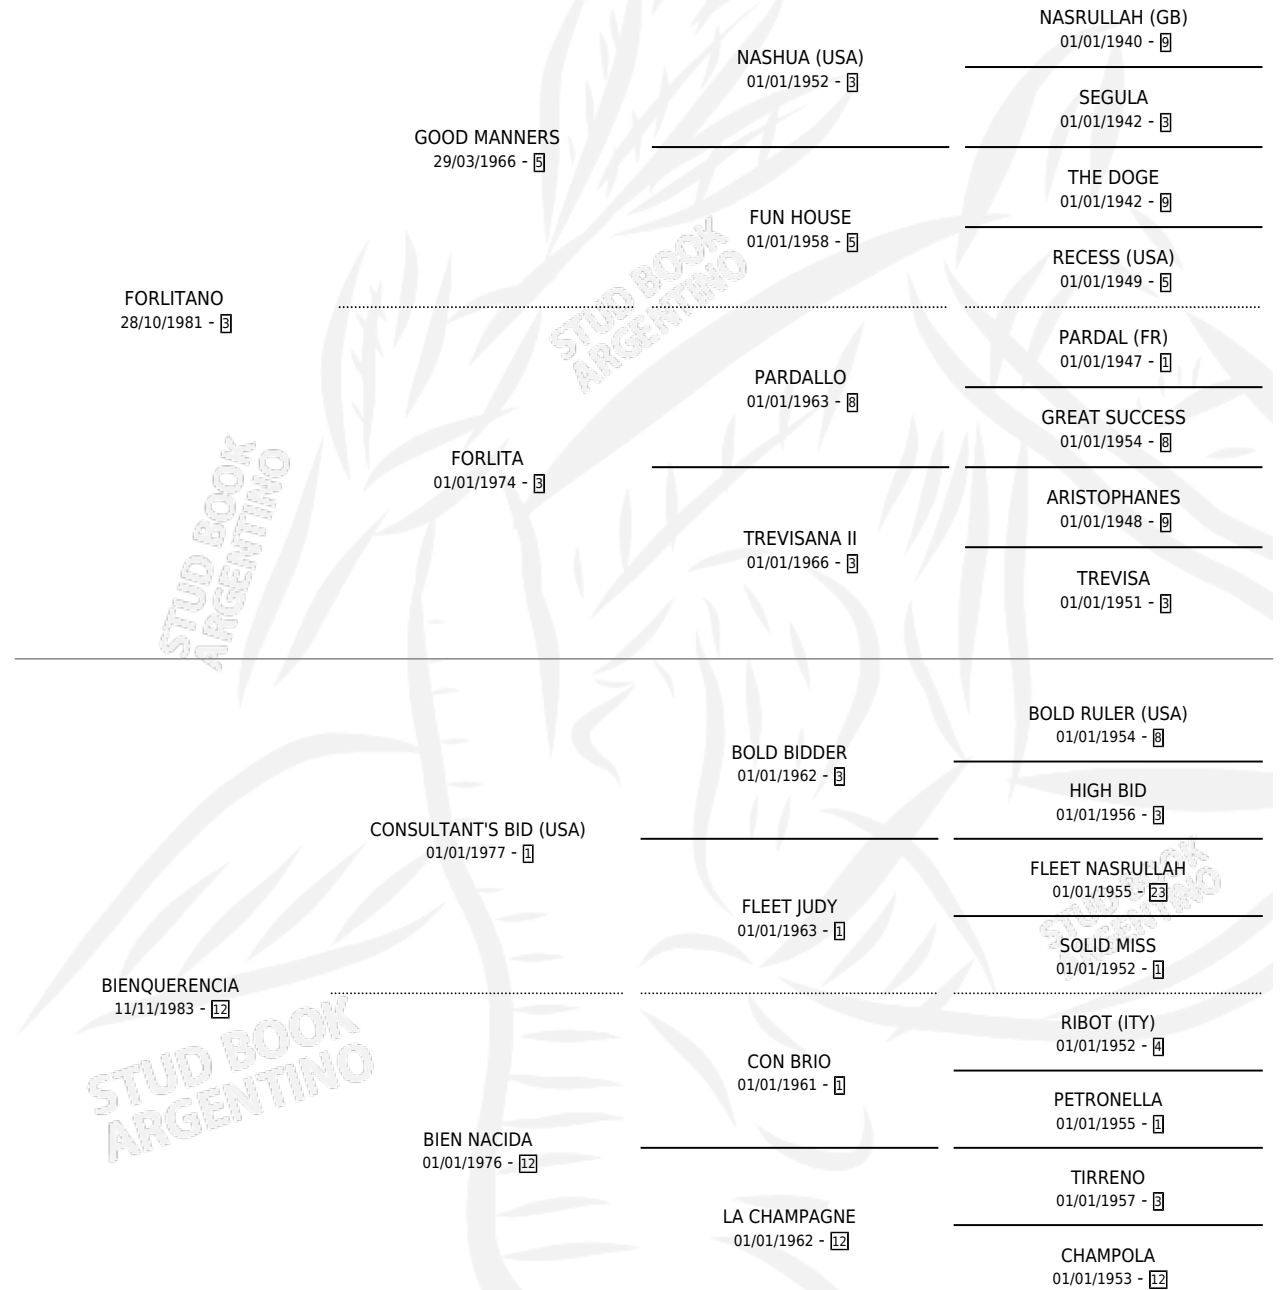 NASRULLAH (GB)
01/01/1940 - 9
NASHUA (USA)
01/01/1952 - 3
SEGULA
01/01/1942 - 3
GOOD MANNERS
29/03/1966 - 5
THE DOGE
01/01/1942 - 9
FUN HOUSE
01/01/1958 - 5
RECESS (USA)
01/01/1949 - 5
FORLITANO
28/10/1981 - 3
PARDAL (FR)
01/01/1947 - 1
PARDALLO
01/01/1963 - 8
GREAT SUCCESS
01/01/1954 - 8
FORLITA
01/01/1974 - 3
ARISTOPHANES
01/01/1948 - 9
TREVISANA II
01/01/1966 - 3
TREVISA
01/01/1951 - 3
STUD BOOK
ARGENTINO
STUD BOOK
ARGENTINO
BOLD RULER (USA)
01/01/1954 - 8
BOLD BIDDER
01/01/1962 - 3
HIGH BID
01/01/1956 - 3
CONSULTANT'S BID (USA)
01/01/1977 - 1
FLEET NASRULLAH
01/01/1955 - 23
FLEET JUDY
01/01/1963 - 1
SOLID MISS
01/01/1952 - 1
BIENQUERENCIA
11/11/1983 - 12
RIBOT (ITY)
01/01/1952 - 4
CON BRIO
01/01/1961 - 1
PETRONELLA
01/01/1955 - 1
BIEN NACIDA
01/01/1976 - 12
TIRRENO
01/01/1957 - 3
LA CHAMPAGNE
01/01/1962 - 12
CHAMPOLA
01/01/1953 - 12
STUD BOOK
ARGENTINO
STUD BOOK
ARGENTINO